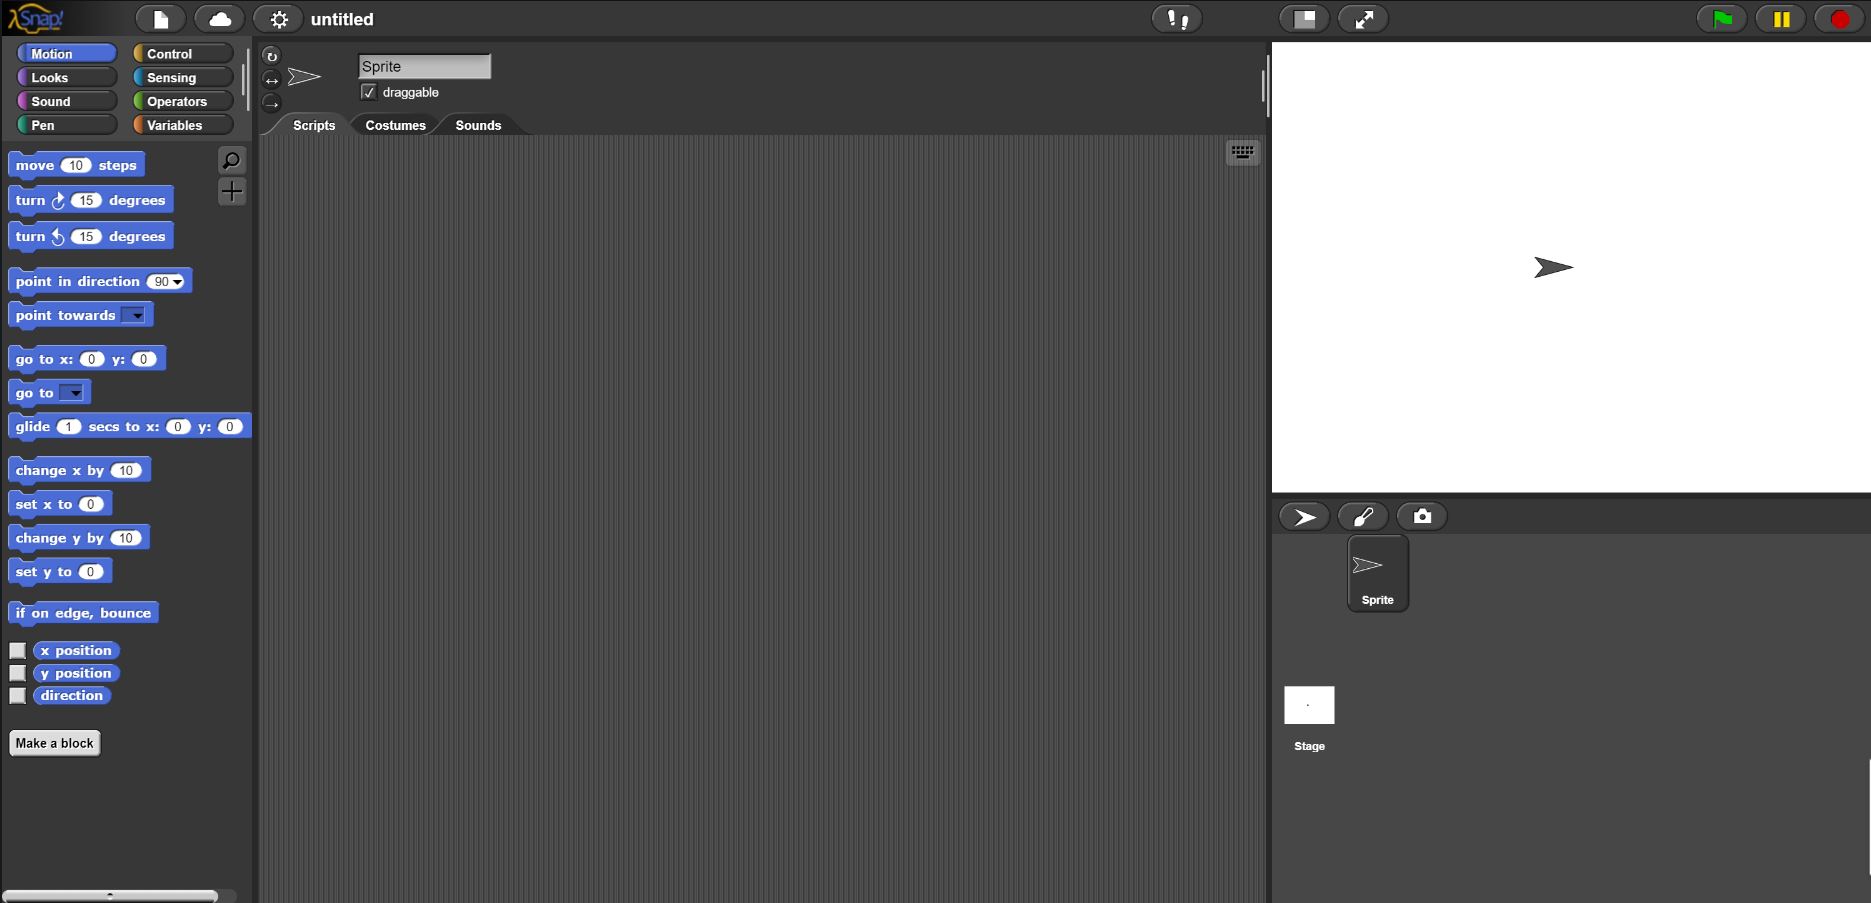 Snap! untitled
Motion Control
Looks Sensing
Sound Operators
Pen Variables
Sprite
draggable
Scripts Costumes Sounds
move 10 steps
turn 15 degrees
turn 15 degrees
point in direction 90
point towards
go to x: 0 y: 0
go to
glide 1 secs to x: 0 y: 0
change x by 10
set x to 0
change y by 10
set y to 0
if on edge, bounce
x position
y position
direction
Make a block
Sprite
Stage